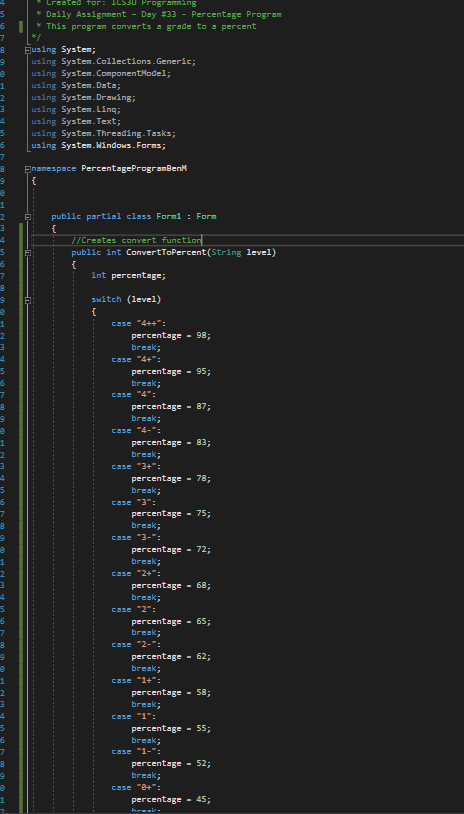 4 * Created for: ICS3U Programming
5 * Daily Assignment – Day #33 - Percentage Program
6 * This program converts a grade to a percent
7 */
8 using System;
9 using System.Collections.Generic;
0 using System.ComponentModel;
1 using System.Data;
2 using System.Drawing;
3 using System.Linq;
4 using System.Text;
5 using System.Threading.Tasks;
6 using System.Windows.Forms;
7
8 namespace PercentageProgramBenM
9 {
0
1
2 public partial class Form1 : Form
3 {
4 //Creates convert function
5 public int ConvertToPercent(String level)
6 {
7 int percentage;
8
9 switch (level)
0 {
1 case "4++":
2 percentage = 98;
3 break;
4 case "4+":
5 percentage = 95;
6 break;
7 case "4":
8 percentage = 87;
9 break;
0 case "4-":
1 percentage = 83;
2 break;
3 case "3+":
4 percentage = 78;
5 break;
6 case "3":
7 percentage = 75;
8 break;
9 case "3-":
0 percentage = 72;
1 break;
2 case "2+":
3 percentage = 68;
4 break;
5 case "2":
6 percentage = 65;
7 break;
8 case "2-":
9 percentage = 62;
0 break;
1 case "1+":
2 percentage = 58;
3 break;
4 case "1":
5 percentage = 55;
6 break;
7 case "1-":
8 percentage = 52;
9 break;
0 case "0+":
1 percentage = 45;
2 break;